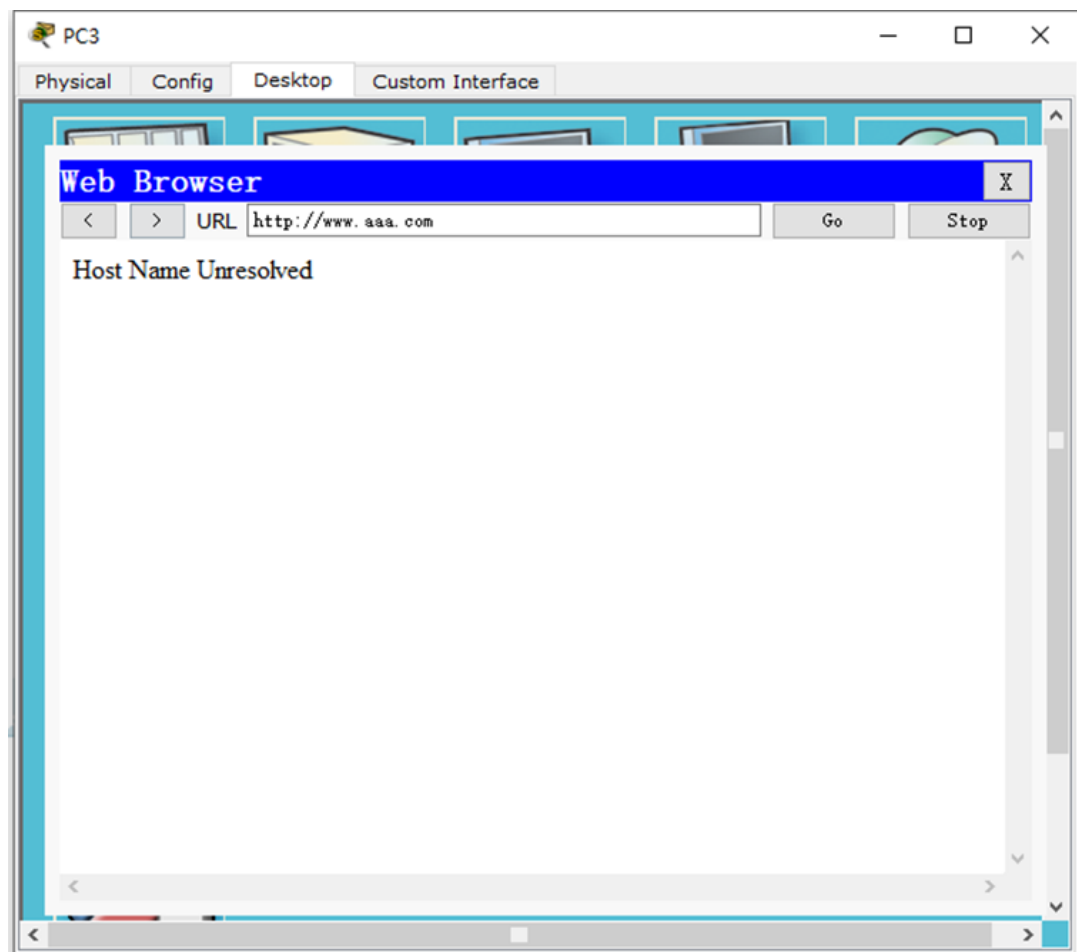 PC3
Physical Config Desktop Custom Interface
Web Browser X
< > URL http://www.aaa.com Go Stop
Host Name Unresolved